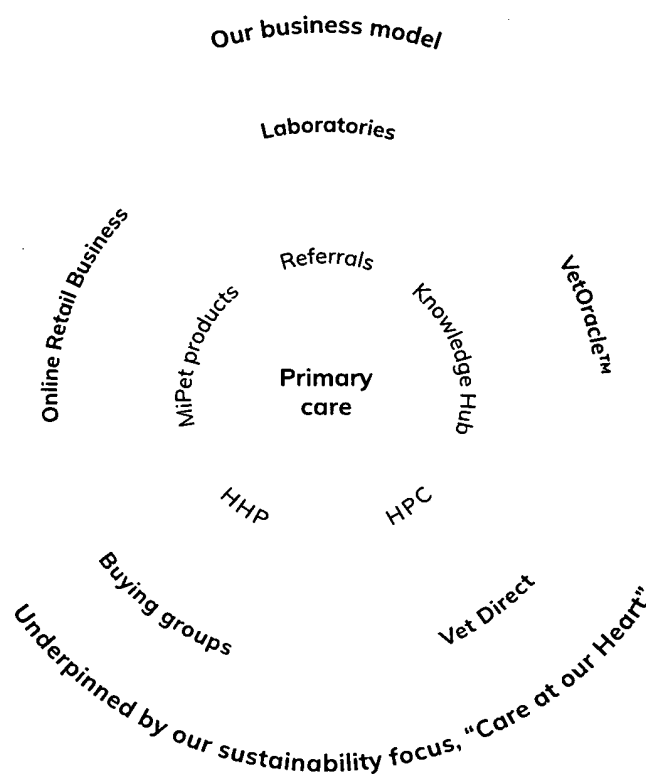 Our business model
Laboratories
Online Retail Business
VetOracle™
Referrals
MiPet products
Knowledge Hub
Primary
care
HHP
HPC
Buying groups
Vet Direct
Underpinned by our sustainability focus, “Care at our Heart”